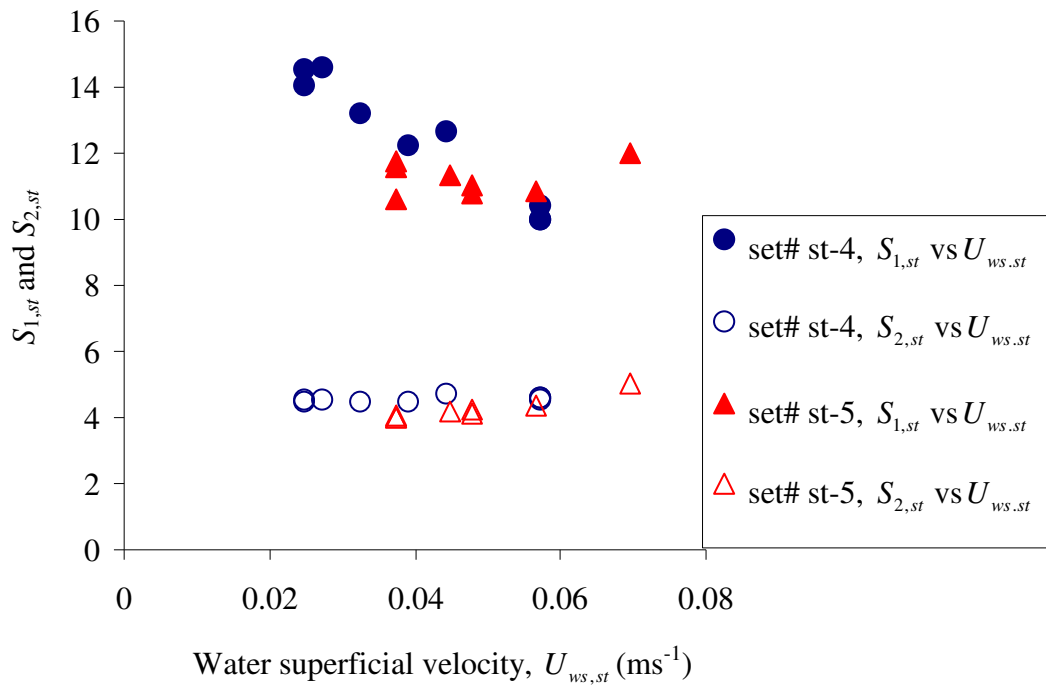 S1,st and S2,st
16
14
12
10
8
6
4
2
0
0 0.02 0.04 0.06 0.08
Water superficial velocity, Uws,st (ms-1)
set# st-4, S1,st vs Uws.st
set# st-4, S2,st vs Uws.st
set# st-5, S1,st vs Uws.st
set# st-5, S2,st vs Uws.st